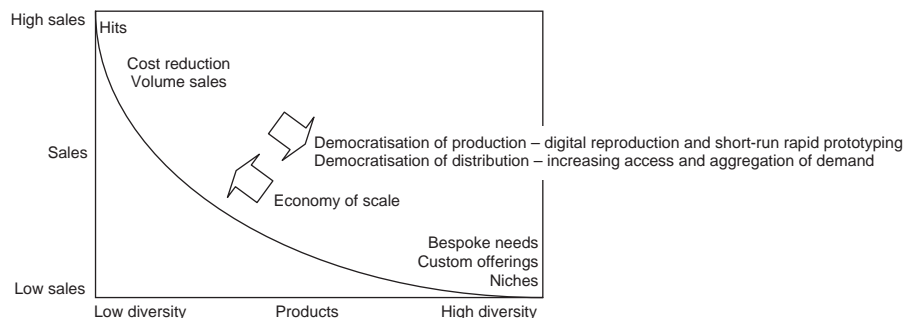 High sales
Hits
Cost reduction
Volume sales
Democratisation of production – digital reproduction and short-run rapid prototyping
Sales
Democratisation of distribution – increasing access and aggregation of demand
Economy of scale
Bespoke needs
Custom offerings
Niches
Low sales
Low diversity
Products
High diversity